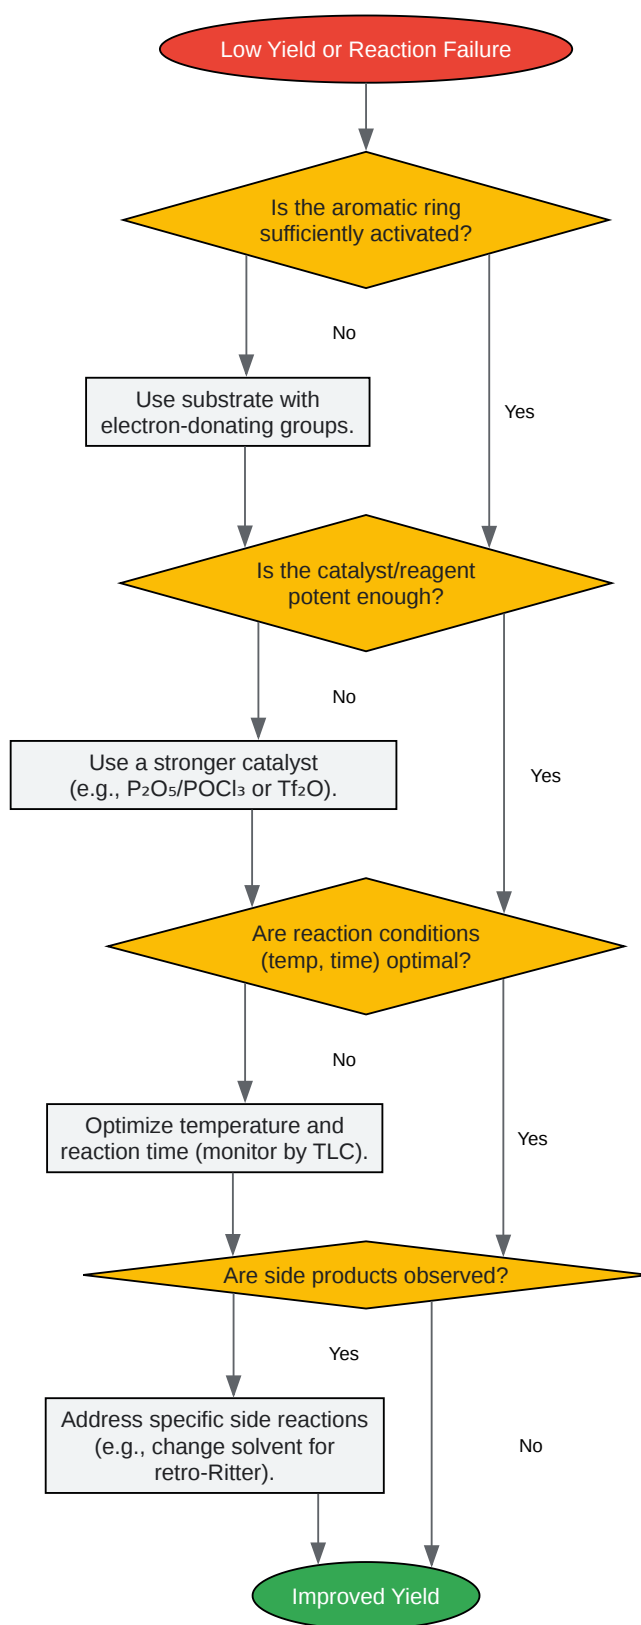 Low Yield or Reaction Failure
Is the aromatic ring
sufficiently activated?
No
Use substrate with
electron-donating groups.
Yes
Is the catalyst/reagent
potent enough?
No
Use a stronger catalyst
(e.g., P₂O₅/POCl₃ or Tf₂O).
Yes
Are reaction conditions
(temp, time) optimal?
No
Optimize temperature and
reaction time (monitor by TLC).
Yes
Are side products observed?
Yes
Address specific side reactions
(e.g., change solvent for
retro-Ritter).
No
Improved Yield